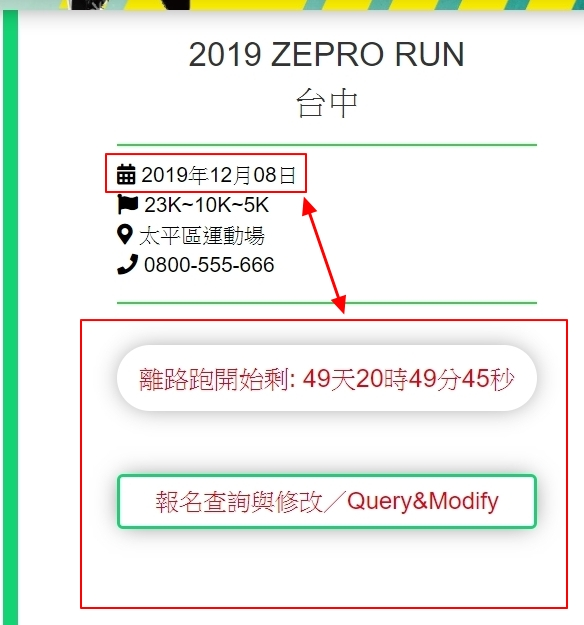 2019 ZEPRO RUN
台中
2019年12月08日
23K~10K~5K
太平區運動場
0800-555-666
離路跑開始剩: 49天20時49分45秒
報名查詢與修改／Query&Modify